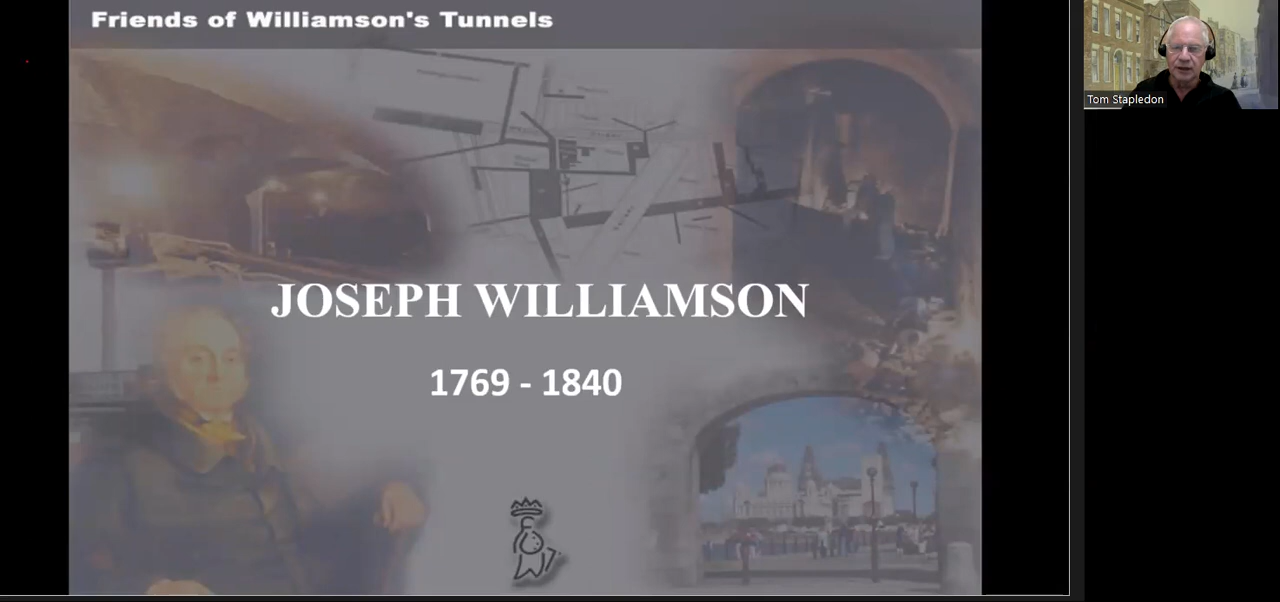 Friends of Williamson's Tunnels
JOSEPH WILLIAMSON
1769 - 1840
Tom Stapledon